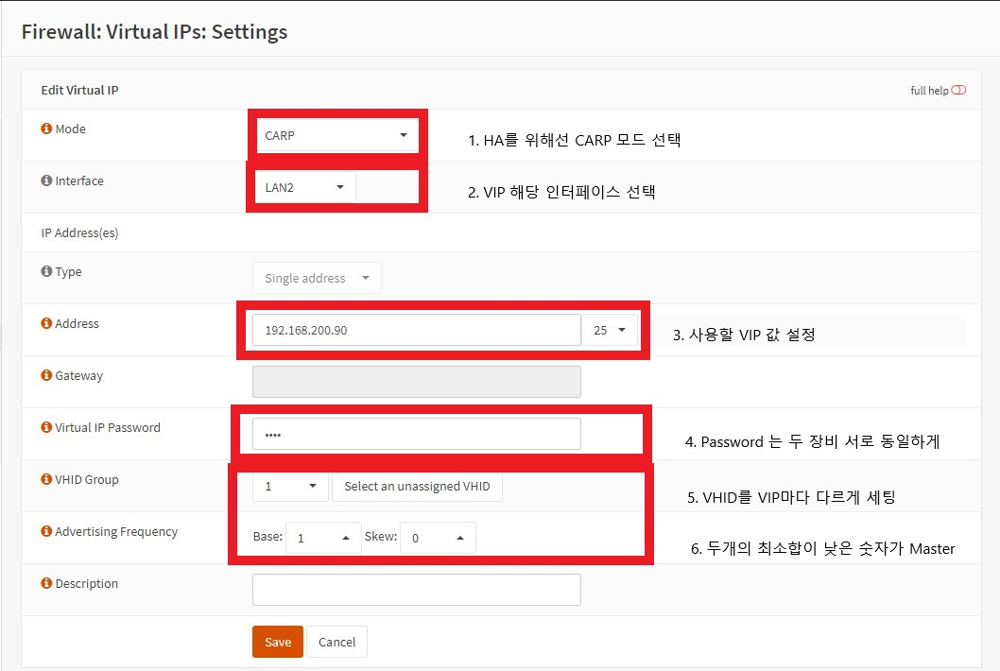 Firewall: Virtual IPs: Settings
Edit Virtual IP full help
Mode CARP 1. HA를 위해선 CARP 모드 선택
Interface LAN2 2. VIP 해당 인터페이스 선택
IP Address(es)
Type Single address
Address 192.168.200.90 25 3. 사용할 VIP 값 설정
Gateway
Virtual IP Password •••• 4. Password 는 두 장비 서로 동일하게
VHID Group 1 Select an unassigned VHID 5. VHID를 VIP마다 다르게 세팅
Advertising Frequency Base: 1 Skew: 0 6. 두개의 최소합이 낮은 숫자가 Master
Description
Save Cancel